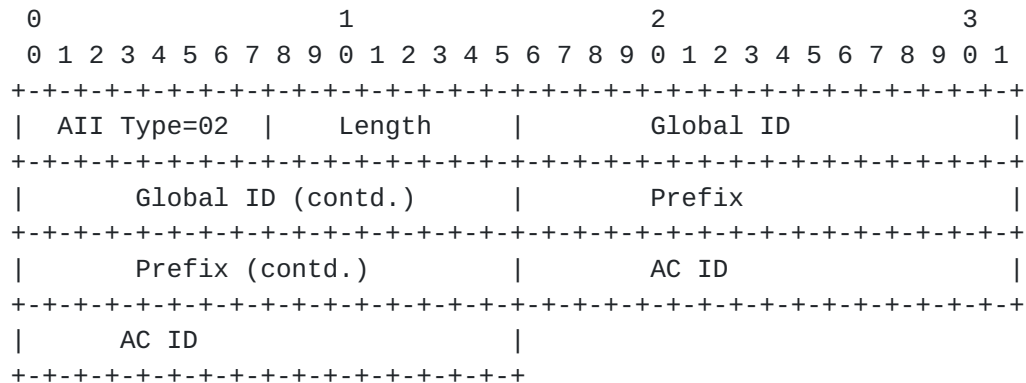 0                   1                   2                   3
 0 1 2 3 4 5 6 7 8 9 0 1 2 3 4 5 6 7 8 9 0 1 2 3 4 5 6 7 8 9 0 1
+-+-+-+-+-+-+-+-+-+-+-+-+-+-+-+-+-+-+-+-+-+-+-+-+-+-+-+-+-+-+-+-+
|  AII Type=02  |    Length     |        Global ID              |
+-+-+-+-+-+-+-+-+-+-+-+-+-+-+-+-+-+-+-+-+-+-+-+-+-+-+-+-+-+-+-+-+
|       Global ID (contd.)      |        Prefix                 |
+-+-+-+-+-+-+-+-+-+-+-+-+-+-+-+-+-+-+-+-+-+-+-+-+-+-+-+-+-+-+-+-+
|       Prefix (contd.)         |        AC ID                  |
+-+-+-+-+-+-+-+-+-+-+-+-+-+-+-+-+-+-+-+-+-+-+-+-+-+-+-+-+-+-+-+-+
|      AC ID                    |
+-+-+-+-+-+-+-+-+-+-+-+-+-+-+-+-+